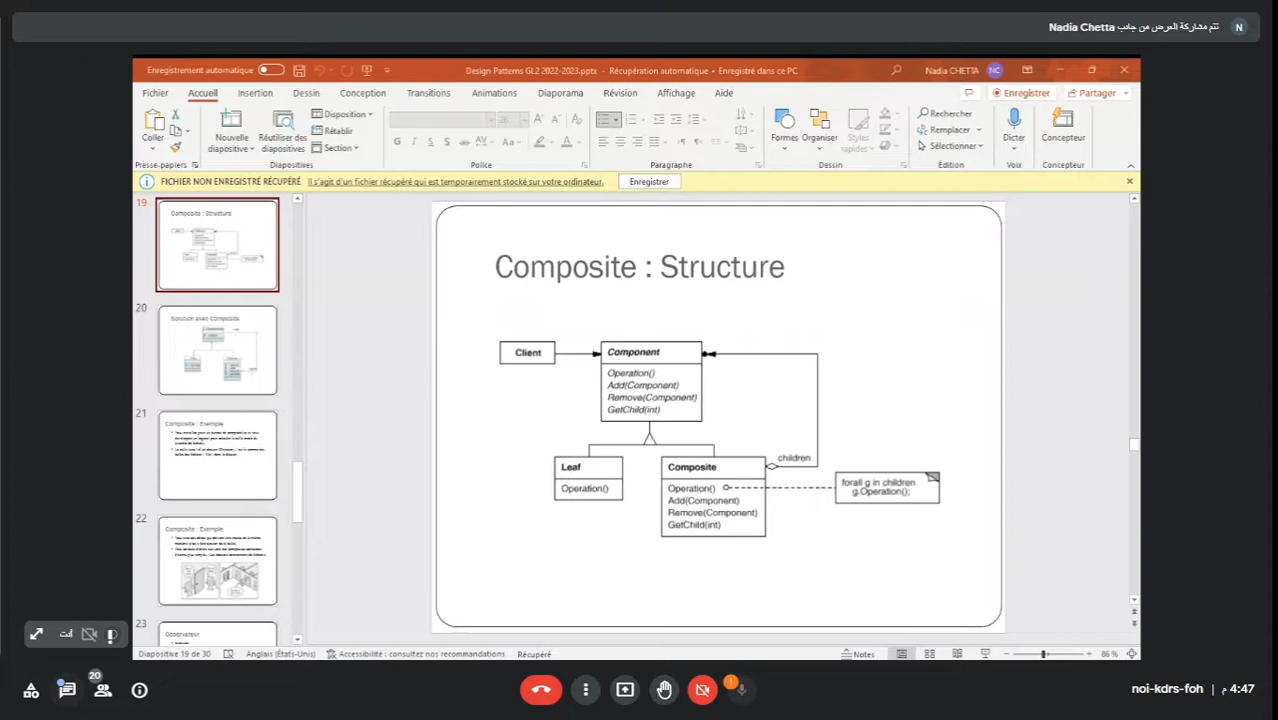 تتم مشاركة العرض من جانب Nadia Chetta
N
Enregistrement automatique
Design Patterns GL2 2022-2023.pptx • Récupération automatique • Enregistré dans ce PC
Nadia CHETTA
NC
Fichier Accueil Insertion Dessin Conception Transitions Animations Diaporama Révision Affichage Aide
Enregistrer
Partager
Coller
Nouvelle diapositive
Réutiliser des diapositives
Disposition
Rétablir
Section
Formes
Organiser
Styles rapides
Rechercher
Remplacer
Sélectionner
Dicter
Concepteur
Presse-papiers
Diapositives
Police
Paragraphe
Dessin
Édition
Voix
Concepteur
FICHIER NON ENREGISTRÉ RÉCUPÉRÉ Il s'agit d'un fichier récupéré qui est temporairement stocké sur votre ordinateur. Enregistrer
19
Composite : Structure
20
Solution avec Composite
21
Composite : Exemple
22
Composite : Exemple
23
Observateur
Composite : Structure
Client
Component
Operation()
Add(Component)
Remove(Component)
GetChild(int)
Leaf
Operation()
Composite
Operation()
Add(Component)
Remove(Component)
GetChild(int)
children
forall g in children
g.Operation();
أنت
Diapositive 19 de 30
Anglais (États-Unis)
Accessibilité : consultez nos recommandations
Récupéré
Notes
86 %
20
noi-kdrs-foh | 4:47 م